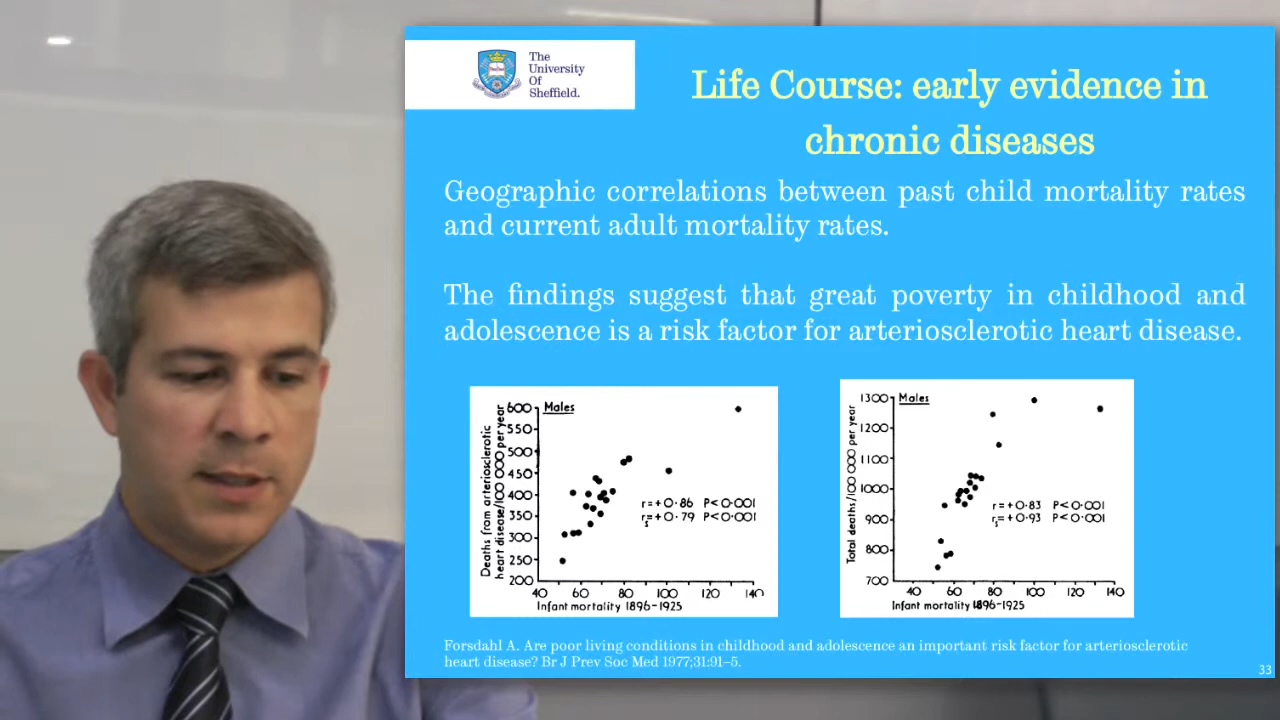 The
University
Of
Sheffield.
Life Course: early evidence in
chronic diseases
Geographic correlations between past child mortality rates
and current adult mortality rates.
The findings suggest that great poverty in childhood and
adolescence is a risk factor for arteriosclerotic heart disease.
Deaths from arteriosclerotic
heart disease/100 000 per year
600
550
500
450
400
350
300
250
200
Males
r=+0·86 P<0·001
rs=+0·79 P<0·001
40 60 80 100 120 140
Infant mortality 1896-1925
Total deaths/100 000 per year
1300
1200
1100
1000
900
800
700
Males
r=+0·83 P<0·001
rs=+0·93 P<0·001
40 60 80 100 120 140
Infant mortality 1896-1925
Forsdahl A. Are poor living conditions in childhood and adolescence an important risk factor for arteriosclerotic
heart disease? Br J Prev Soc Med 1977;31:91–5.
33